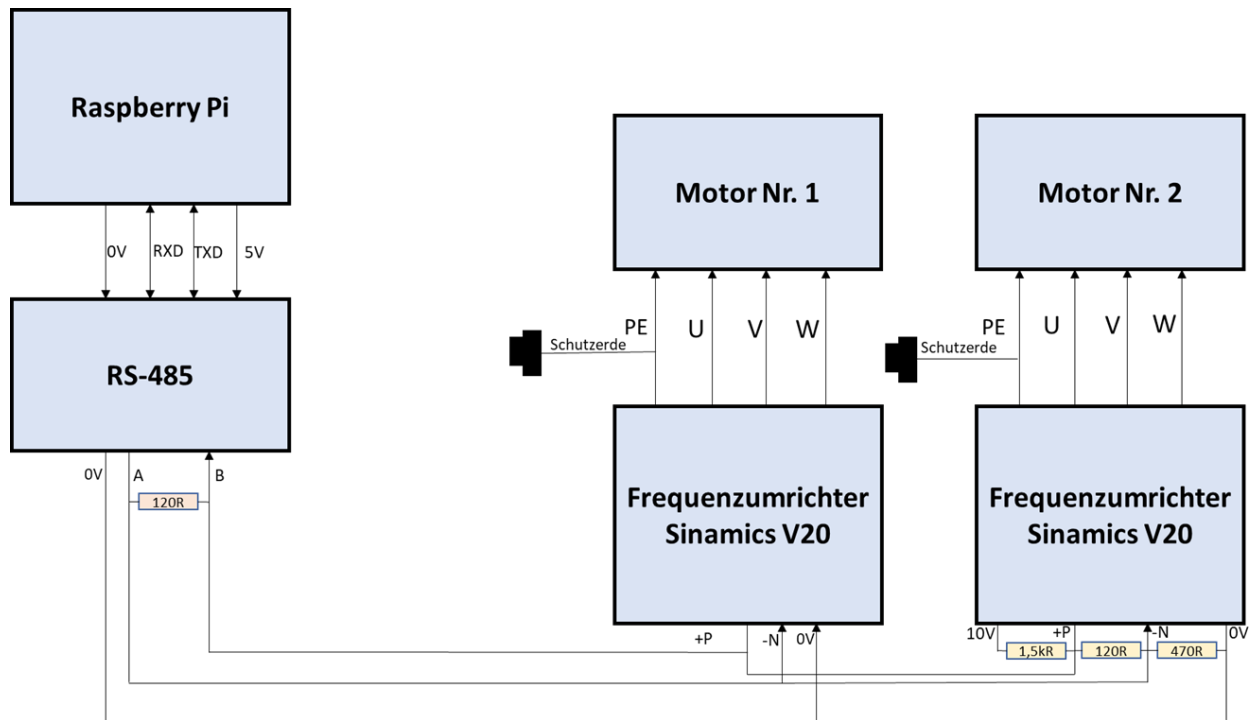 Raspberry Pi
0V
RXD
TXD
5V
RS-485
0V
A
B
120R
Motor Nr. 1
Motor Nr. 2
PE
U
V
W
Schutzerde
PE
U
V
W
Schutzerde
Frequenzumrichter
Sinamics V20
Frequenzumrichter
Sinamics V20
+P
-N
0V
10V
+P
-N
0V
1,5kR
120R
470R